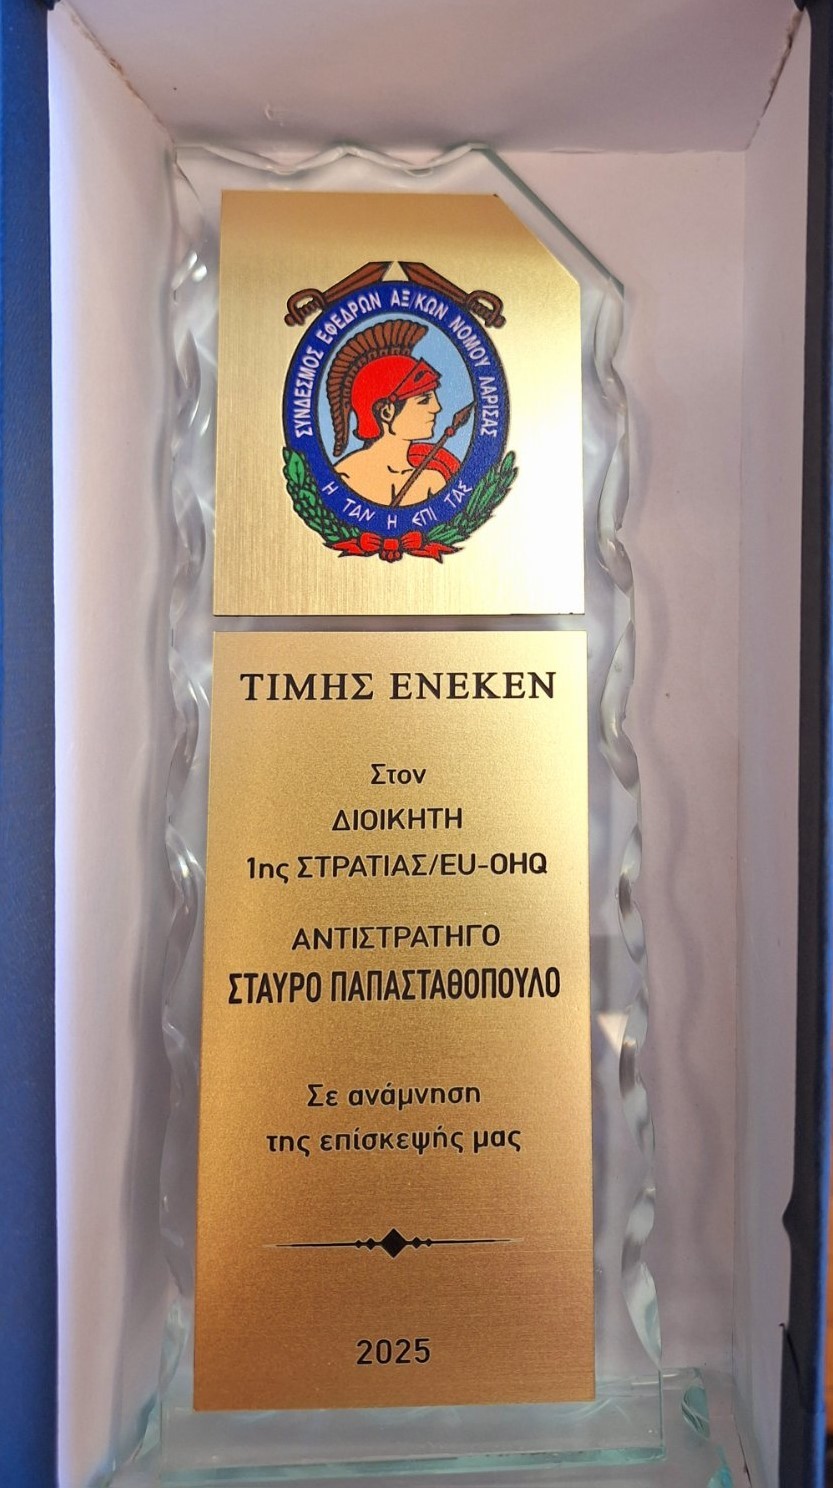 ΣΥΝΔΕΣΜΟΣ ΕΦΕΔΡΩΝ ΑΞ/ΚΩΝ ΝΟΜΟΥ ΛΑΡΙΣΑΣ
Η ΤΑΝ Η ΕΠΙ ΤΑΣ
ΤΙΜΗΣ ΕΝΕΚΕΝ
Στον
ΔΙΟΙΚΗΤΗ
1ης ΣΤΡΑΤΙΑΣ/EU-OHQ
ΑΝΤΙΣΤΡΑΤΗΓΟ
ΣΤΑΥΡΟ ΠΑΠΑΣΤΑΘΟΠΟΥΛΟ
Σε ανάμνηση
της επίσκεψής μας
2025